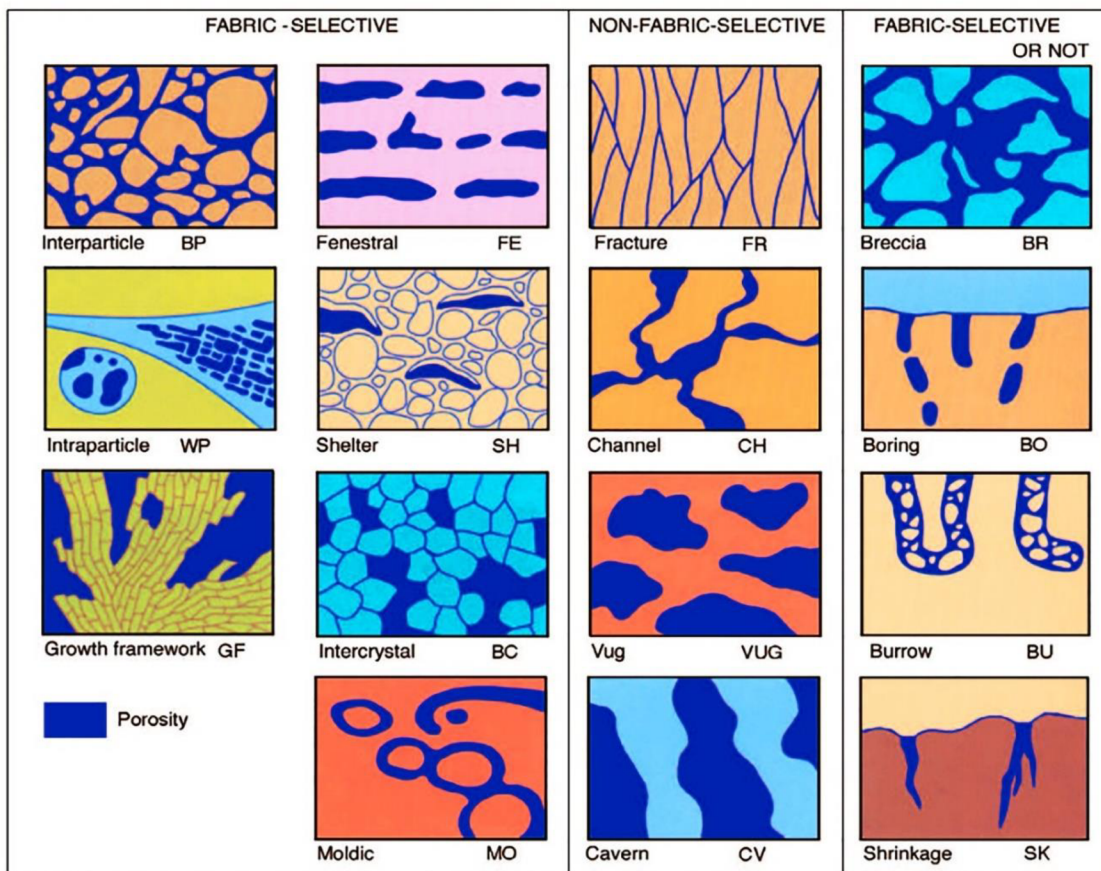 FABRIC - SELECTIVE
NON-FABRIC-SELECTIVE
FABRIC-SELECTIVE
OR NOT
Interparticle BP
Fenestral FE
Fracture FR
Breccia BR
Intraparticle WP
Shelter SH
Channel CH
Boring BO
Growth framework GF
Intercrystal BC
Vug VUG
Burrow BU
Porosity
Moldic MO
Cavern CV
Shrinkage SK